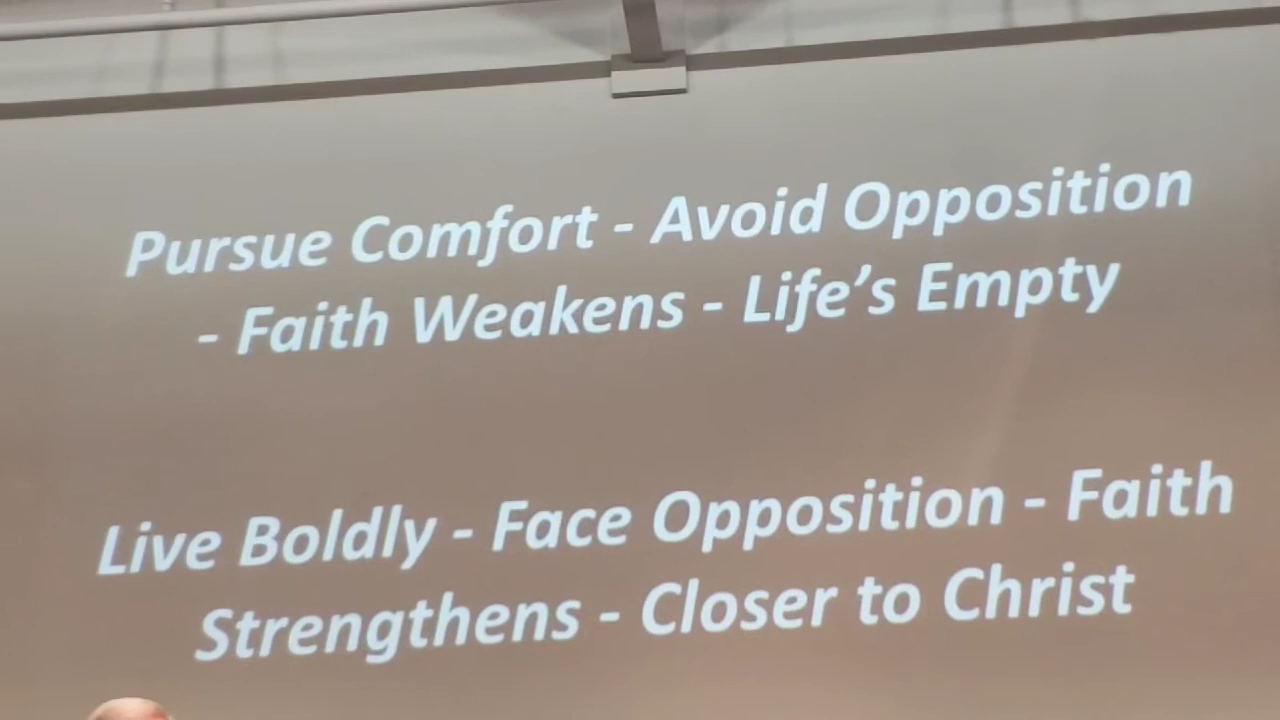 Pursue Comfort - Avoid Opposition
- Faith Weakens - Life’s Empty
Live Boldly - Face Opposition - Faith
Strengthens - Closer to Christ